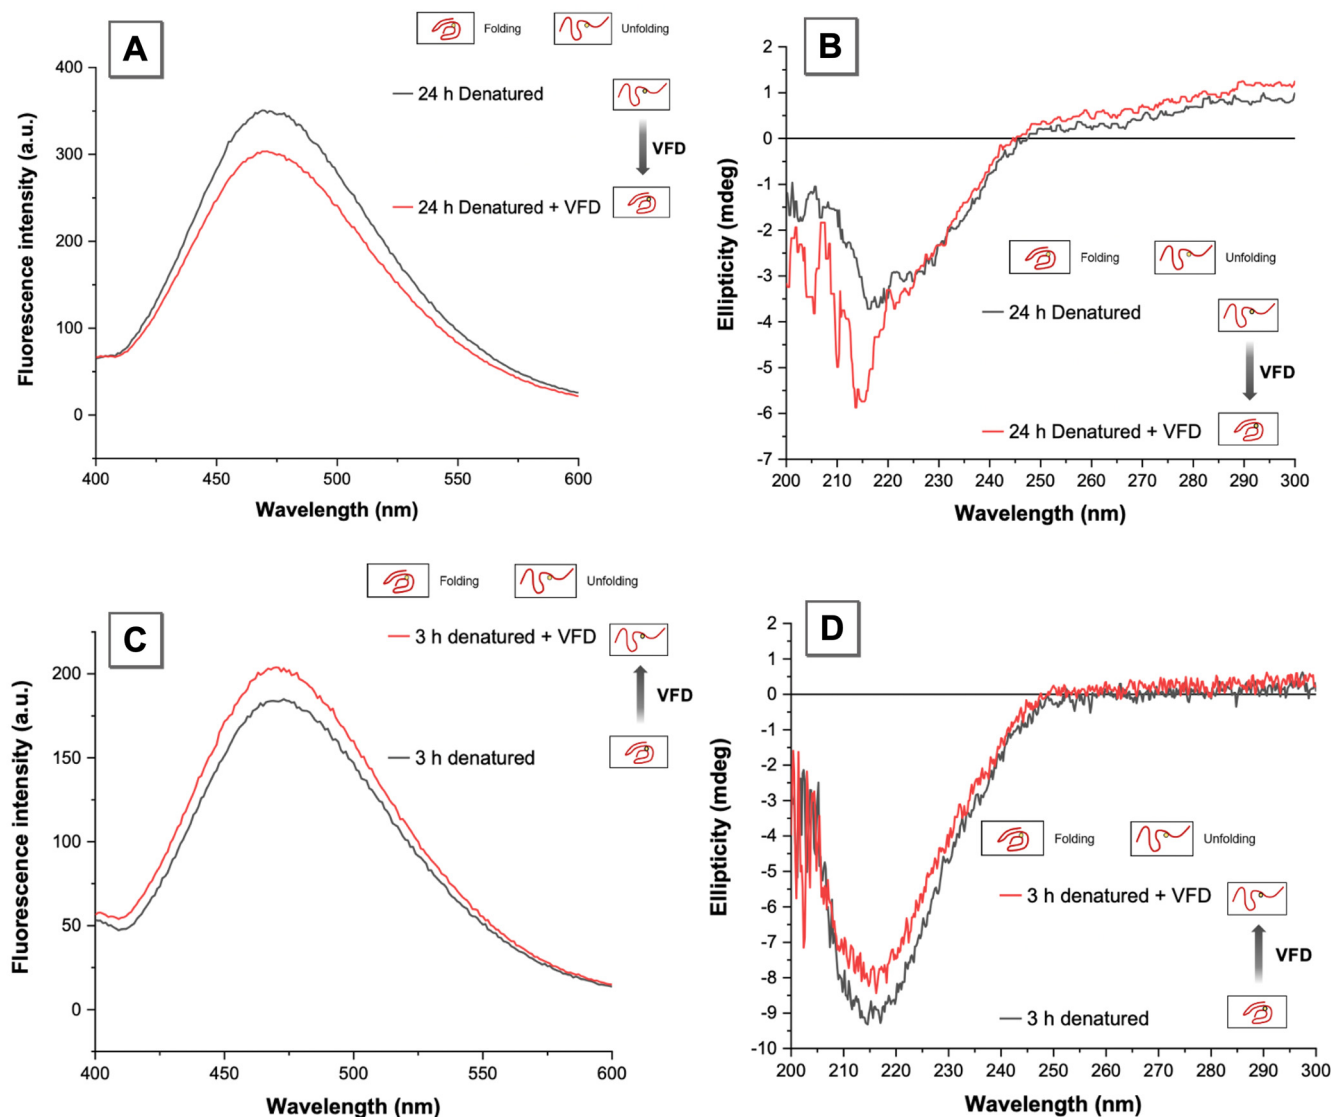 A
Folding
Unfolding
24 h Denatured
VFD
24 h Denatured + VFD
400
300
200
100
0
Fluorescence intensity (a.u.)
400
450
500
550
600
Wavelength (nm)
B
2
1
0
-1
-2
-3
-4
-5
-6
-7
Ellipticity (mdeg)
Folding
Unfolding
24 h Denatured
VFD
24 h Denatured + VFD
200
210
220
230
240
250
260
270
280
290
300
Wavelength (nm)
C
Folding
Unfolding
3 h denatured + VFD
VFD
3 h denatured
200
150
100
50
0
Fluorescence intensity (a.u.)
400
450
500
550
600
Wavelength (nm)
D
2
1
0
-1
-2
-3
-4
-5
-6
-7
-8
-9
-10
Ellipticity (mdeg)
Folding
Unfolding
3 h denatured + VFD
VFD
3 h denatured
200
210
220
230
240
250
260
270
280
290
300
Wavelength (nm)